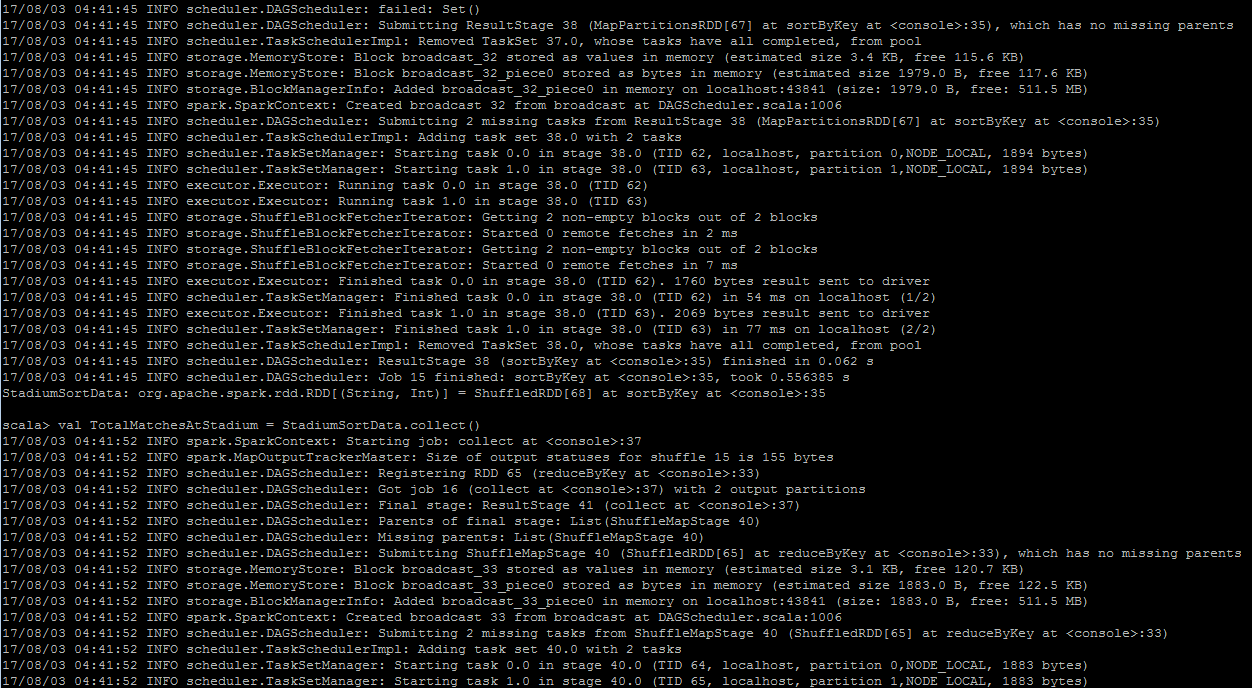 17/08/03 04:41:45 INFO scheduler.DAGScheduler: failed: Set()
17/08/03 04:41:45 INFO scheduler.DAGScheduler: Submitting ResultStage 38 (MapPartitionsRDD[67] at sortByKey at <console>:35), which has no missing parents
17/08/03 04:41:45 INFO scheduler.TaskSchedulerImpl: Removed TaskSet 37.0, whose tasks have all completed, from pool
17/08/03 04:41:45 INFO storage.MemoryStore: Block broadcast_32 stored as values in memory (estimated size 3.4 KB, free 115.6 KB)
17/08/03 04:41:45 INFO storage.MemoryStore: Block broadcast_32_piece0 stored as bytes in memory (estimated size 1979.0 B, free 117.6 KB)
17/08/03 04:41:45 INFO storage.BlockManagerInfo: Added broadcast_32_piece0 in memory on localhost:43841 (size: 1979.0 B, free: 511.5 MB)
17/08/03 04:41:45 INFO spark.SparkContext: Created broadcast 32 from broadcast at DAGScheduler.scala:1006
17/08/03 04:41:45 INFO scheduler.DAGScheduler: Submitting 2 missing tasks from ResultStage 38 (MapPartitionsRDD[67] at sortByKey at <console>:35)
17/08/03 04:41:45 INFO scheduler.TaskSchedulerImpl: Adding task set 38.0 with 2 tasks
17/08/03 04:41:45 INFO scheduler.TaskSetManager: Starting task 0.0 in stage 38.0 (TID 62, localhost, partition 0,NODE_LOCAL, 1894 bytes)
17/08/03 04:41:45 INFO scheduler.TaskSetManager: Starting task 1.0 in stage 38.0 (TID 63, localhost, partition 1,NODE_LOCAL, 1894 bytes)
17/08/03 04:41:45 INFO executor.Executor: Running task 0.0 in stage 38.0 (TID 62)
17/08/03 04:41:45 INFO executor.Executor: Running task 1.0 in stage 38.0 (TID 63)
17/08/03 04:41:45 INFO storage.ShuffleBlockFetcherIterator: Getting 2 non-empty blocks out of 2 blocks
17/08/03 04:41:45 INFO storage.ShuffleBlockFetcherIterator: Started 0 remote fetches in 2 ms
17/08/03 04:41:45 INFO storage.ShuffleBlockFetcherIterator: Getting 2 non-empty blocks out of 2 blocks
17/08/03 04:41:45 INFO storage.ShuffleBlockFetcherIterator: Started 0 remote fetches in 7 ms
17/08/03 04:41:45 INFO executor.Executor: Finished task 0.0 in stage 38.0 (TID 62). 1760 bytes result sent to driver
17/08/03 04:41:45 INFO scheduler.TaskSetManager: Finished task 0.0 in stage 38.0 (TID 62) in 54 ms on localhost (1/2)
17/08/03 04:41:45 INFO executor.Executor: Finished task 1.0 in stage 38.0 (TID 63). 2069 bytes result sent to driver
17/08/03 04:41:45 INFO scheduler.TaskSetManager: Finished task 1.0 in stage 38.0 (TID 63) in 77 ms on localhost (2/2)
17/08/03 04:41:45 INFO scheduler.TaskSchedulerImpl: Removed TaskSet 38.0, whose tasks have all completed, from pool
17/08/03 04:41:45 INFO scheduler.DAGScheduler: ResultStage 38 (sortByKey at <console>:35) finished in 0.062 s
17/08/03 04:41:45 INFO scheduler.DAGScheduler: Job 15 finished: sortByKey at <console>:35, took 0.556385 s
StadiumSortData: org.apache.spark.rdd.RDD[(String, Int)] = ShuffledRDD[68] at sortByKey at <console>:35
scala> val TotalMatchesAtStadium = StadiumSortData.collect()
17/08/03 04:41:52 INFO spark.SparkContext: Starting job: collect at <console>:37
17/08/03 04:41:52 INFO spark.MapOutputTrackerMaster: Size of output statuses for shuffle 15 is 155 bytes
17/08/03 04:41:52 INFO scheduler.DAGScheduler: Registering RDD 65 (reduceByKey at <console>:33)
17/08/03 04:41:52 INFO scheduler.DAGScheduler: Got job 16 (collect at <console>:37) with 2 output partitions
17/08/03 04:41:52 INFO scheduler.DAGScheduler: Final stage: ResultStage 41 (collect at <console>:37)
17/08/03 04:41:52 INFO scheduler.DAGScheduler: Parents of final stage: List(ShuffleMapStage 40)
17/08/03 04:41:52 INFO scheduler.DAGScheduler: Missing parents: List(ShuffleMapStage 40)
17/08/03 04:41:52 INFO scheduler.DAGScheduler: Submitting ShuffleMapStage 40 (ShuffledRDD[65] at reduceByKey at <console>:33), which has no missing parents
17/08/03 04:41:52 INFO storage.MemoryStore: Block broadcast_33 stored as values in memory (estimated size 3.1 KB, free 120.7 KB)
17/08/03 04:41:52 INFO storage.MemoryStore: Block broadcast_33_piece0 stored as bytes in memory (estimated size 1883.0 B, free 122.5 KB)
17/08/03 04:41:52 INFO storage.BlockManagerInfo: Added broadcast_33_piece0 in memory on localhost:43841 (size: 1883.0 B, free: 511.5 MB)
17/08/03 04:41:52 INFO spark.SparkContext: Created broadcast 33 from broadcast at DAGScheduler.scala:1006
17/08/03 04:41:52 INFO scheduler.DAGScheduler: Submitting 2 missing tasks from ShuffleMapStage 40 (ShuffledRDD[65] at reduceByKey at <console>:33)
17/08/03 04:41:52 INFO scheduler.TaskSchedulerImpl: Adding task set 40.0 with 2 tasks
17/08/03 04:41:52 INFO scheduler.TaskSetManager: Starting task 0.0 in stage 40.0 (TID 64, localhost, partition 0,NODE_LOCAL, 1883 bytes)
17/08/03 04:41:52 INFO scheduler.TaskSetManager: Starting task 1.0 in stage 40.0 (TID 65, localhost, partition 1,NODE_LOCAL, 1883 bytes)